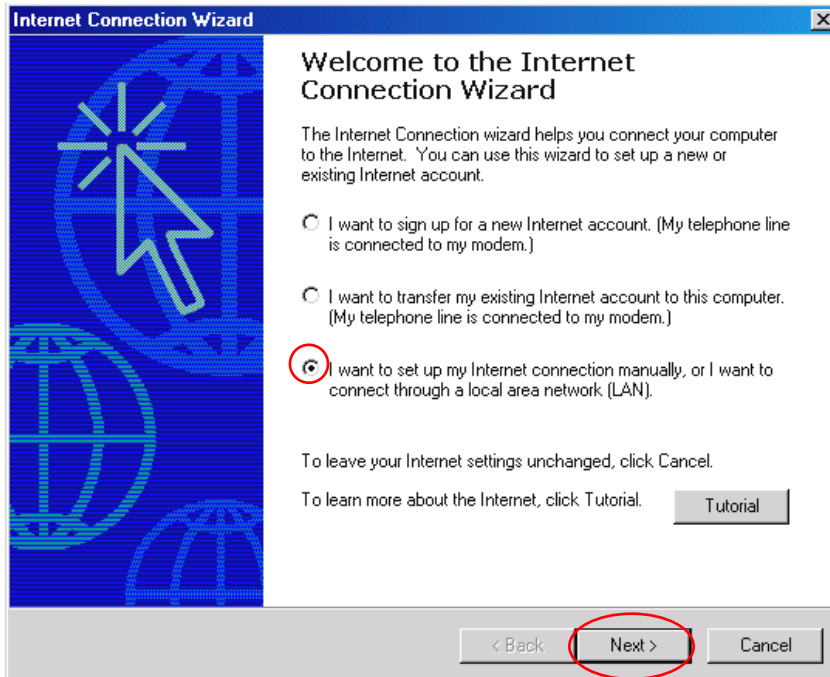 Internet Connection Wizard
Welcome to the Internet
Connection Wizard
The Internet Connection wizard helps you connect your computer
to the Internet. You can use this wizard to set up a new or
existing Internet account.
I want to sign up for a new Internet account. (My telephone line
is connected to my modem.)
I want to transfer my existing Internet account to this computer.
(My telephone line is connected to my modem.)
I want to set up my Internet connection manually, or I want to
connect through a local area network (LAN).
To leave your Internet settings unchanged, click Cancel.
To learn more about the Internet, click Tutorial.
Tutorial
< Back
Next >
Cancel